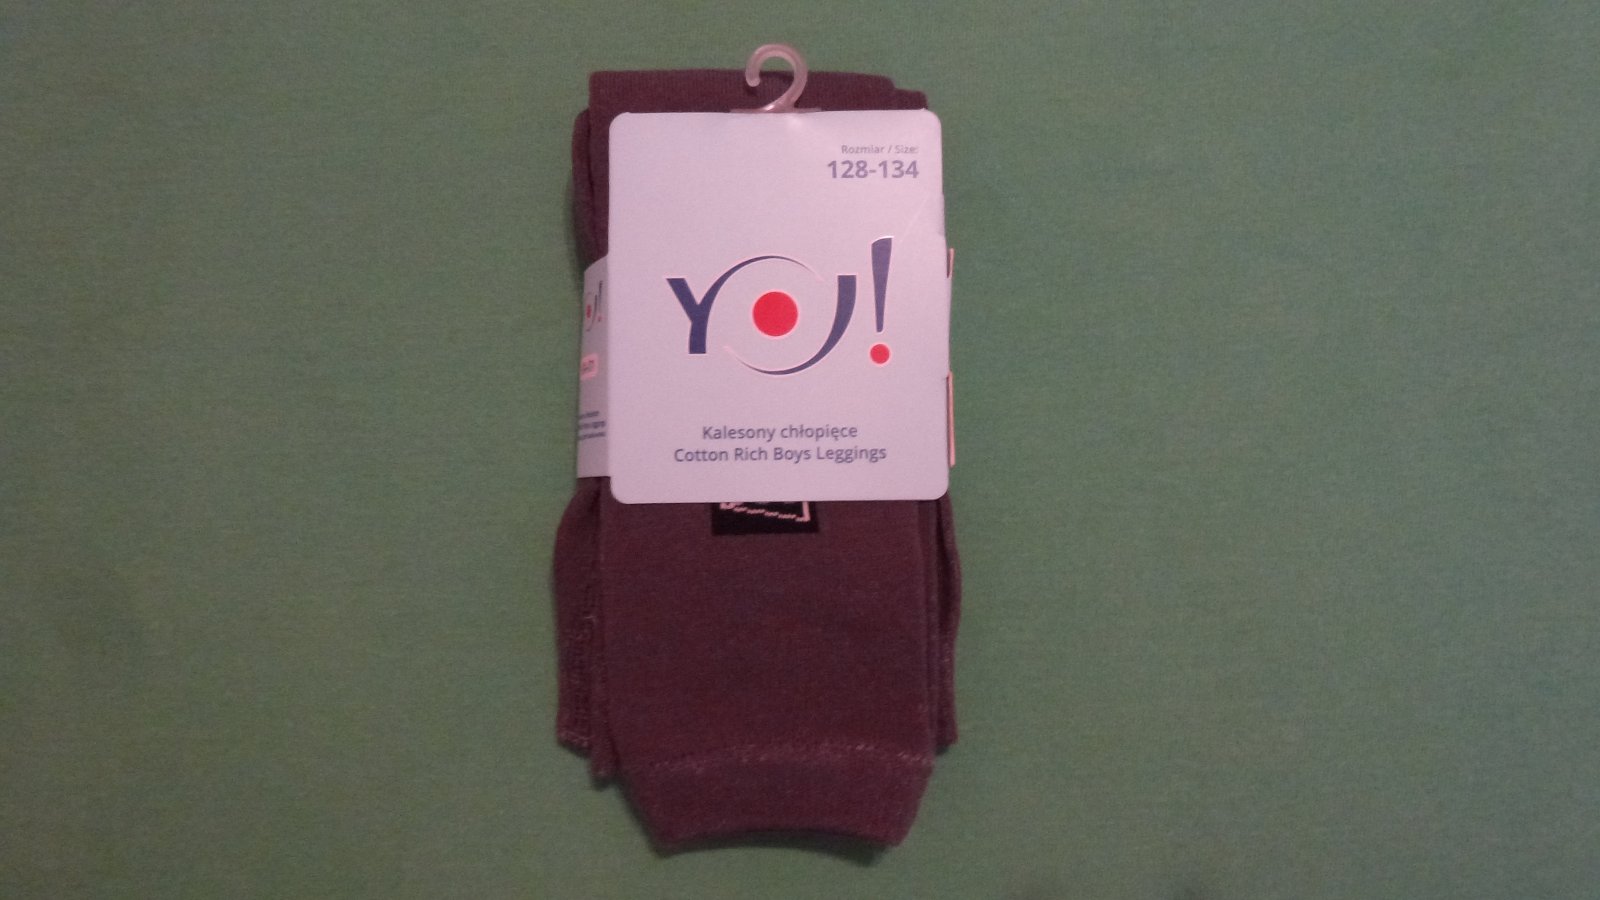 Rozmiar / Size:
128-134
YO!
Kalesony chłopięce
Cotton Rich Boys Leggings